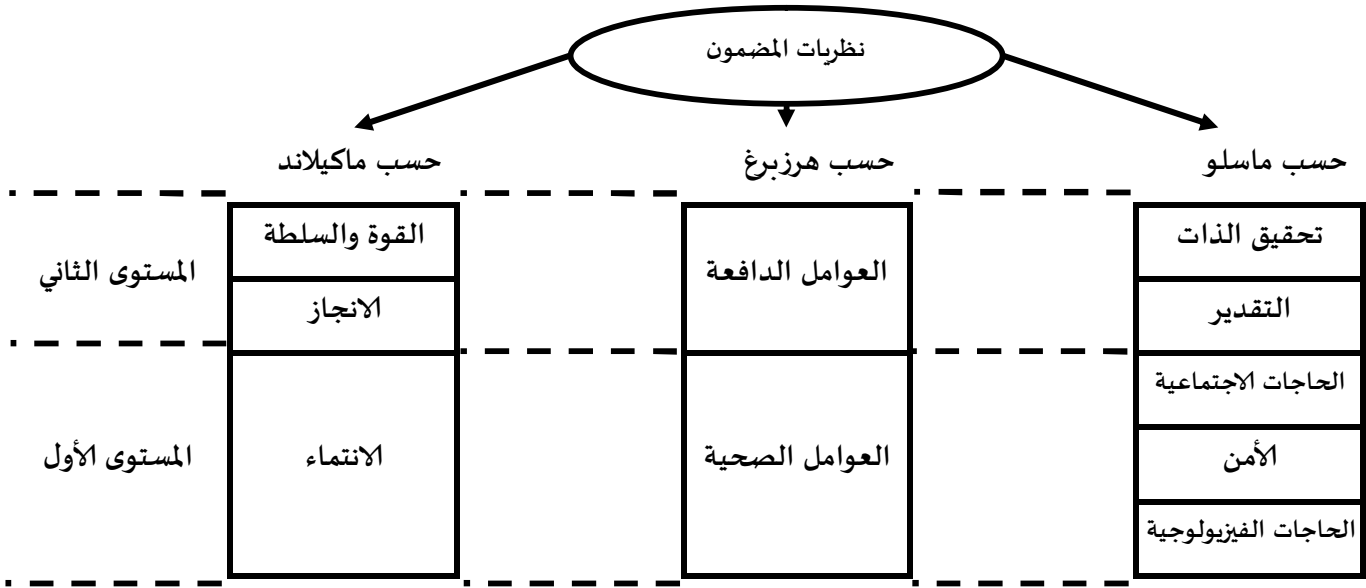 نظريات المضمون
حسب ماسلو
حسب هرزبرغ
حسب ماكيلاند
تحقيق الذات
التقدير
الحاجات الاجتماعية
الأمن
الحاجات الفيزيولوجية
العوامل الدافعة
العوامل الصحية
القوة والسلطة
الانجاز
الانتماء
المستوى الثاني
المستوى الأول